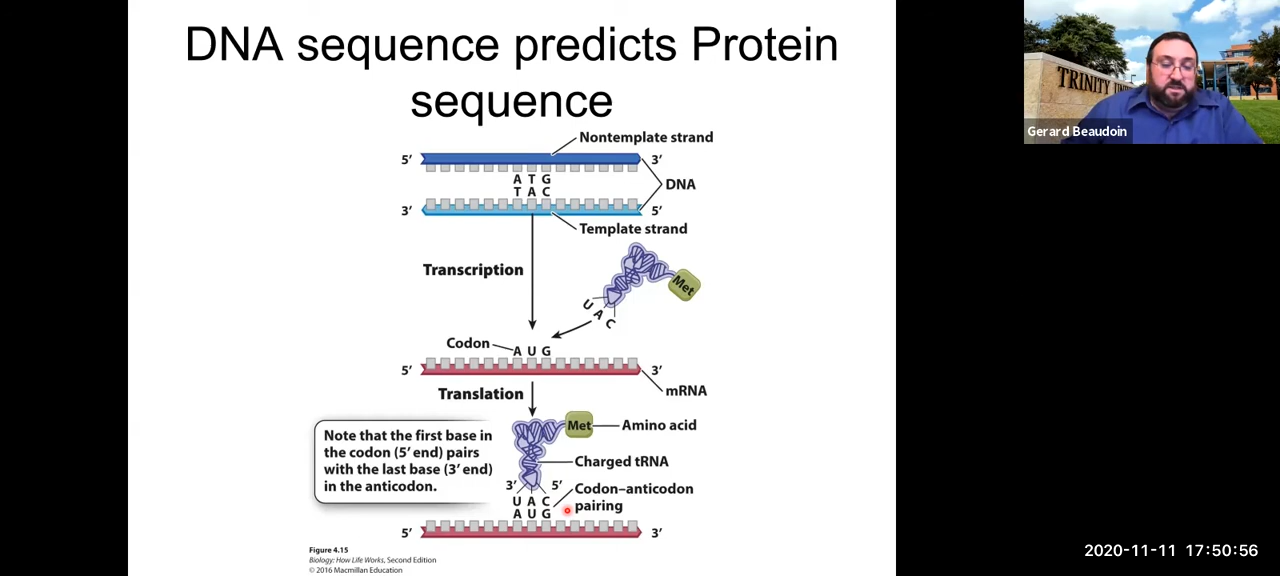 DNA sequence predicts Protein
sequence
Nontemplate strand
5′
3′
A T G
T A C
DNA
3′
5′
Template strand
Transcription
Met
U A C
Codon
A U G
5′
3′
mRNA
Translation
Met
Amino acid
Note that the first base in
the codon (5′ end) pairs
with the last base (3′ end)
in the anticodon.
Charged tRNA
3′
5′
Codon–anticodon
pairing
U A C
A U G
5′
3′
Figure 4.15
Biology: How Life Works, Second Edition
© 2016 Macmillan Education
TRINITY
Gerard Beaudoin
2020-11-11 17:50:56